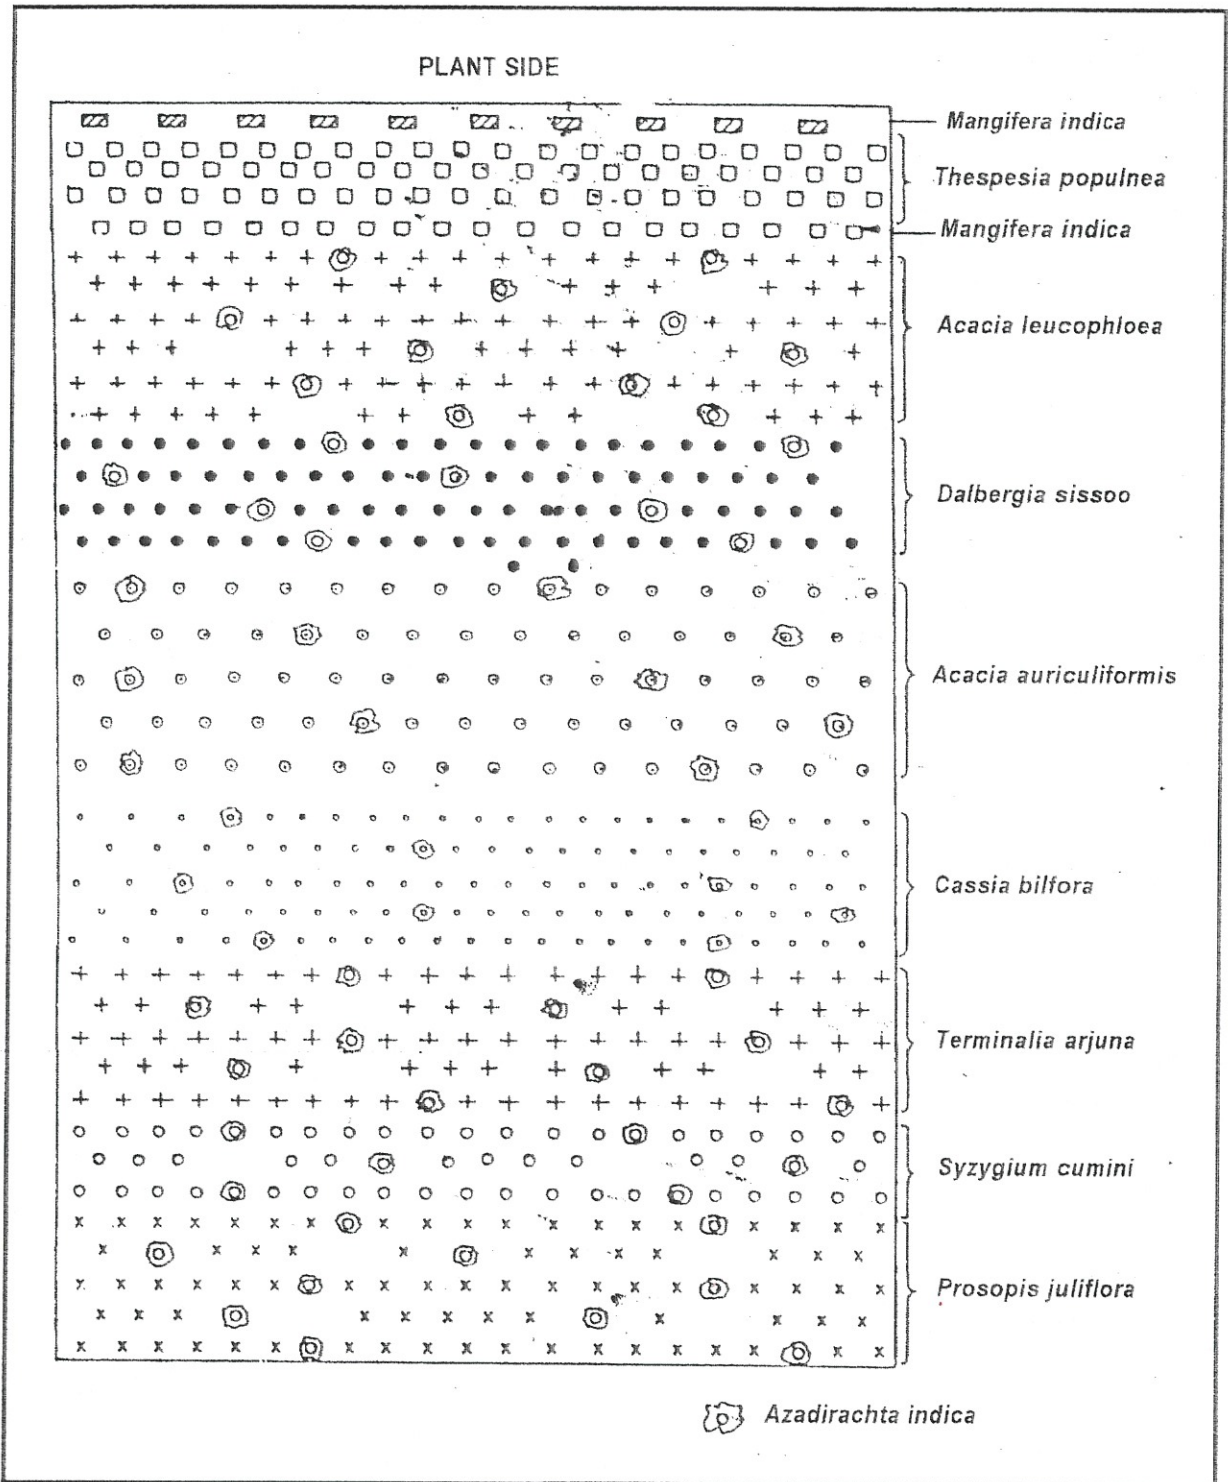 PLANT SIDE
Mangifera indica
Thespesia populnea
Mangifera indica
Acacia leucophloea
Dalbergia sissoo
Acacia auriculiformis
Cassia bilfora
Terminalia arjuna
Syzygium cumini
Prosopis juliflora
Azadirachta indica